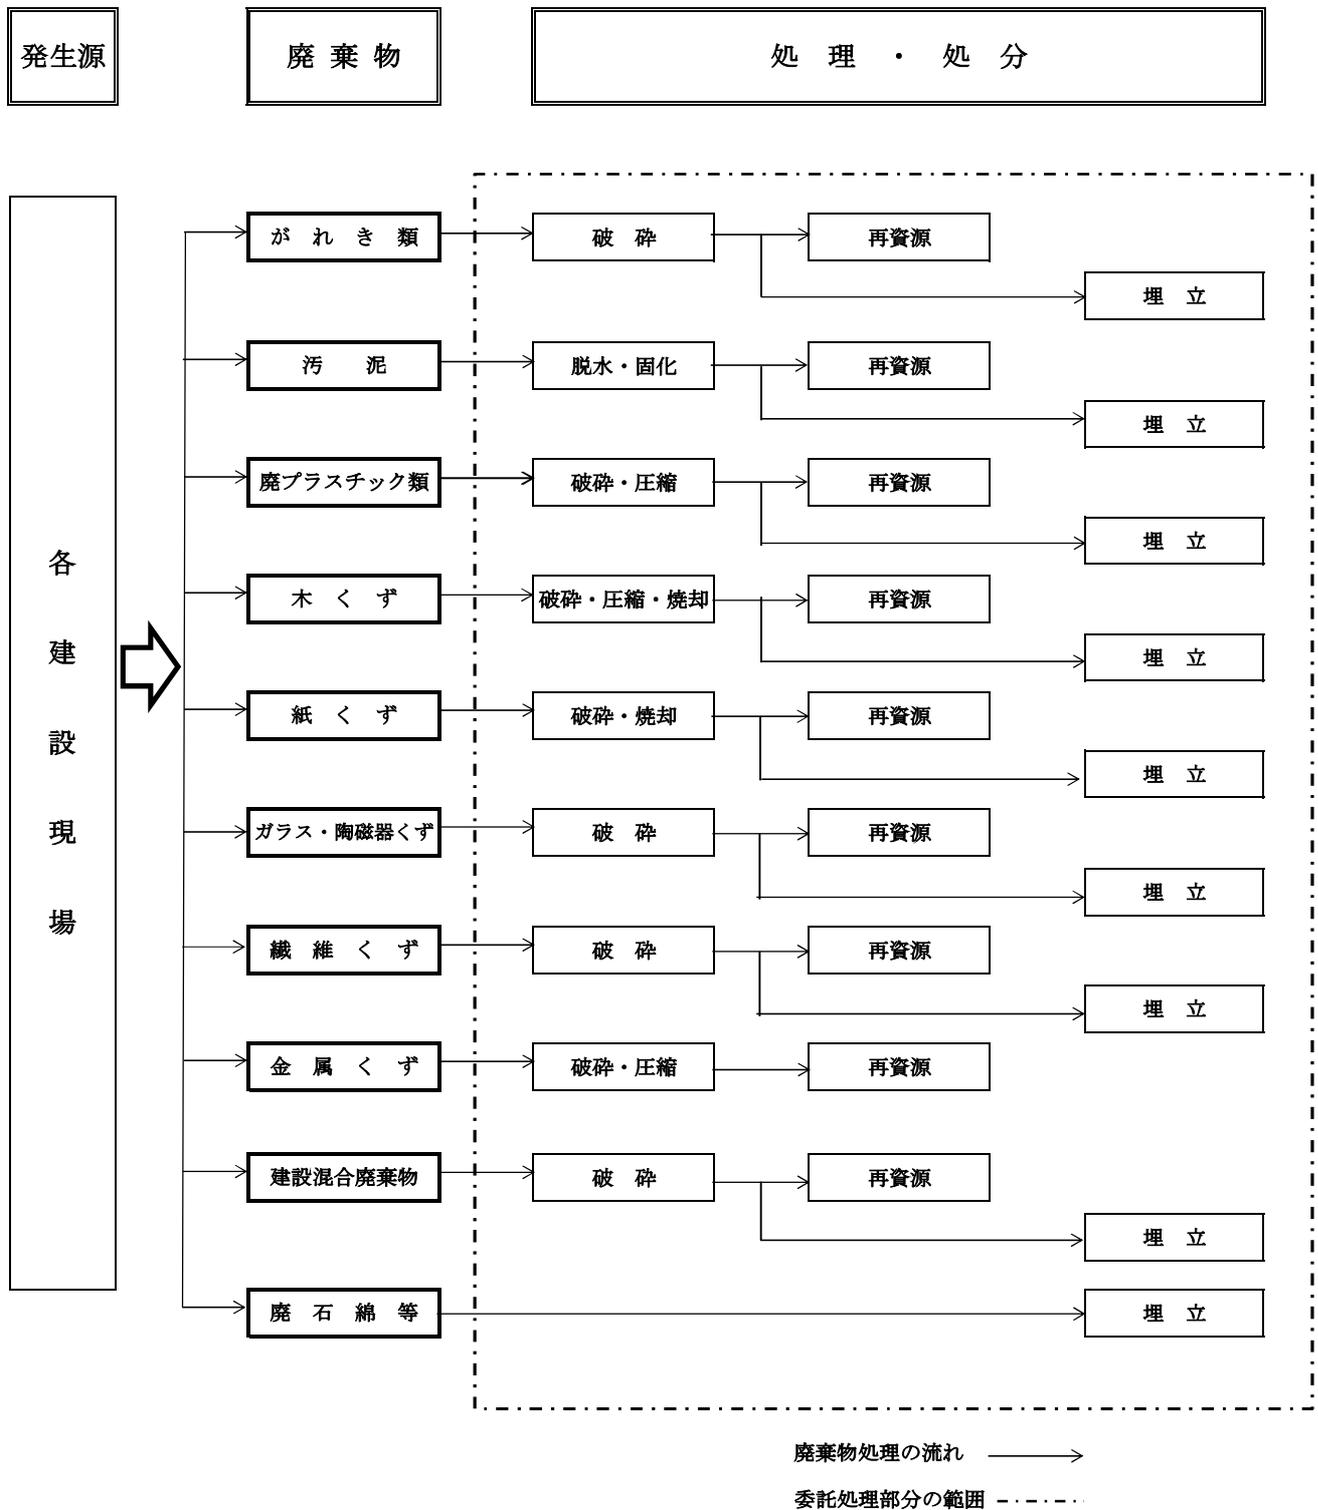 発生源
廃棄物
処理・処分
各建設現場
がれき類
破砕
再資源
埋立
汚泥
脱水・固化
再資源
埋立
廃プラスチック類
破砕・圧縮
再資源
埋立
木くず
破砕・圧縮・焼却
再資源
埋立
紙くず
破砕・焼却
再資源
埋立
ガラス・陶磁器くず
破砕
再資源
埋立
繊維くず
破砕
再資源
埋立
金属くず
破砕・圧縮
再資源
建設混合廃棄物
破砕
再資源
埋立
廃石綿等
埋立
廃棄物処理の流れ
委託処理部分の範囲